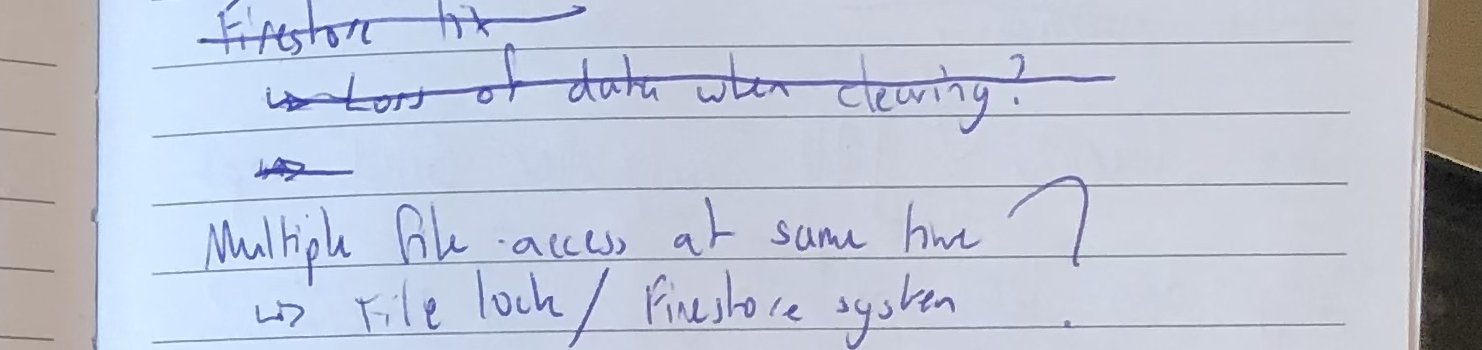 Firestore fix
↳ Loss of data when clearing?
Multiple file access at same time ?
↳ File lock / Firestore system